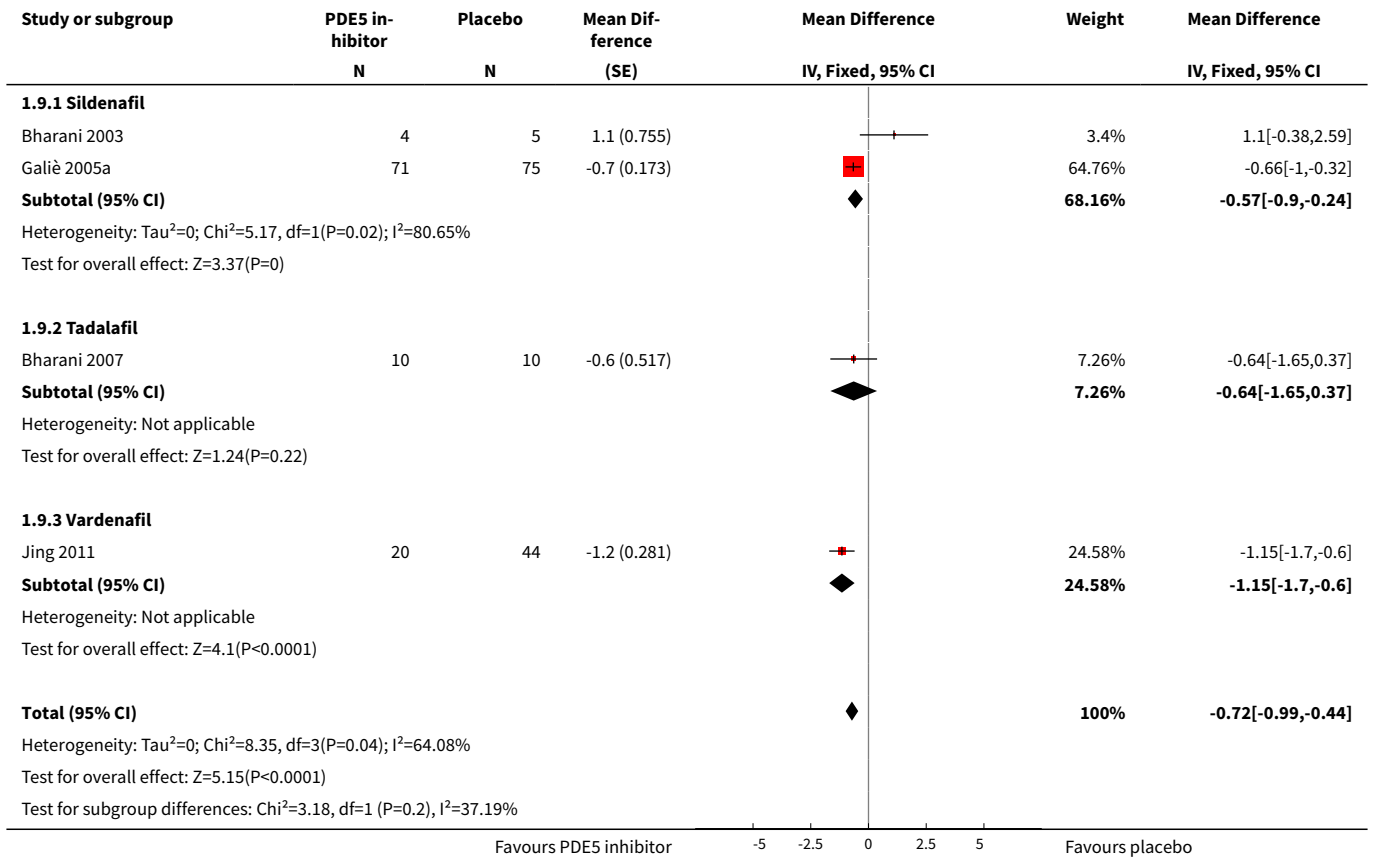 Study or subgroup PDE5 in- Placebo Mean Dif- Mean Difference Weight Mean Difference
hibitor ference
N N (SE) IV, Fixed, 95% CI IV, Fixed, 95% CI
1.9.1 Sildenafil
Bharani 2003 4 5 1.1 (0.755) 3.4% 1.1[-0.38,2.59]
Galiè 2005a 71 75 -0.7 (0.173) 64.76% -0.66[-1,-0.32]
Subtotal (95% CI) 68.16% -0.57[-0.9,-0.24]
Heterogeneity: Tau²=0; Chi²=5.17, df=1(P=0.02); I²=80.65%
Test for overall effect: Z=3.37(P=0)
1.9.2 Tadalafil
Bharani 2007 10 10 -0.6 (0.517) 7.26% -0.64[-1.65,0.37]
Subtotal (95% CI) 7.26% -0.64[-1.65,0.37]
Heterogeneity: Not applicable
Test for overall effect: Z=1.24(P=0.22)
1.9.3 Vardenafil
Jing 2011 20 44 -1.2 (0.281) 24.58% -1.15[-1.7,-0.6]
Subtotal (95% CI) 24.58% -1.15[-1.7,-0.6]
Heterogeneity: Not applicable
Test for overall effect: Z=4.1(P<0.0001)
Total (95% CI) 100% -0.72[-0.99,-0.44]
Heterogeneity: Tau²=0; Chi²=8.35, df=3(P=0.04); I²=64.08%
Test for overall effect: Z=5.15(P<0.0001)
Test for subgroup differences: Chi²=3.18, df=1 (P=0.2), I²=37.19%
Favours PDE5 inhibitor -5 -2.5 0 2.5 5 Favours placebo